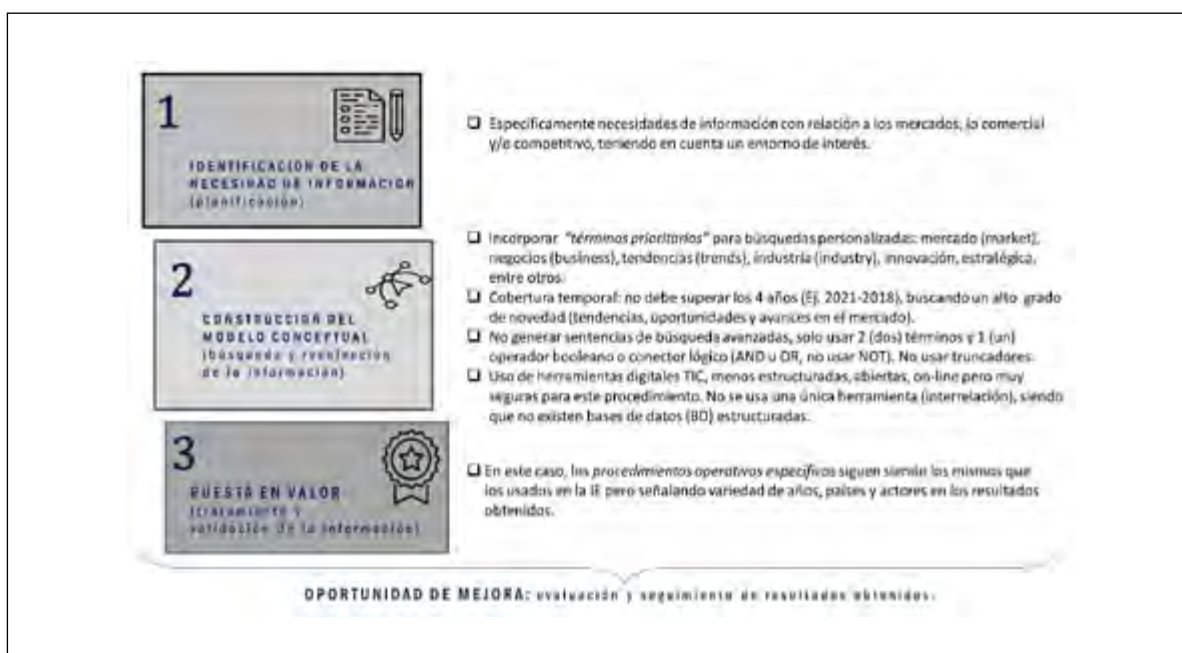 1
IDENTIFICACIÓN DE LA
NECESIDAD DE INFORMACIÓN
(planificación)
❑ Específicamente necesidades de información con relación a los mercados, lo comercial
y/o competitivo, teniendo en cuenta un entorno de interés.
2
CONSTRUCCIÓN DEL
MODELO CONCEPTUAL
(búsqueda y recolección
de la información)
❑ Incorporar "términos prioritarios" para búsquedas personalizadas: mercado (market),
negocios (business), tendencias (trends), industria (industry), innovación, estratégica,
entre otros.
❑ Cobertura temporal: no debe superar los 4 años (Ej. 2021-2018), buscando un alto grado
de novedad (tendencias, oportunidades y avances en el mercado).
❑ No generar sentencias de búsqueda avanzadas, solo usar 2 (dos) términos y 1 (un)
operador booleano o conector lógico (AND u OR, no usar NOT). No usar truncadores.
❑ Uso de herramientas digitales TIC, menos estructuradas, abiertas, on-line pero muy
seguras para este procedimiento. No se usa una única herramienta (interrelación), siendo
que no existen bases de datos (BD) estructuradas.
3
PUESTA EN VALOR
(tratamiento y
validación de la información)
❑ En este caso, los procedimientos operativos específicos siguen siendo los mismos que
los usados en la IE pero señalando variedad de años, países y actores en los resultados
obtenidos.
OPORTUNIDAD DE MEJORA: evaluación y seguimiento de resultados obtenidos.